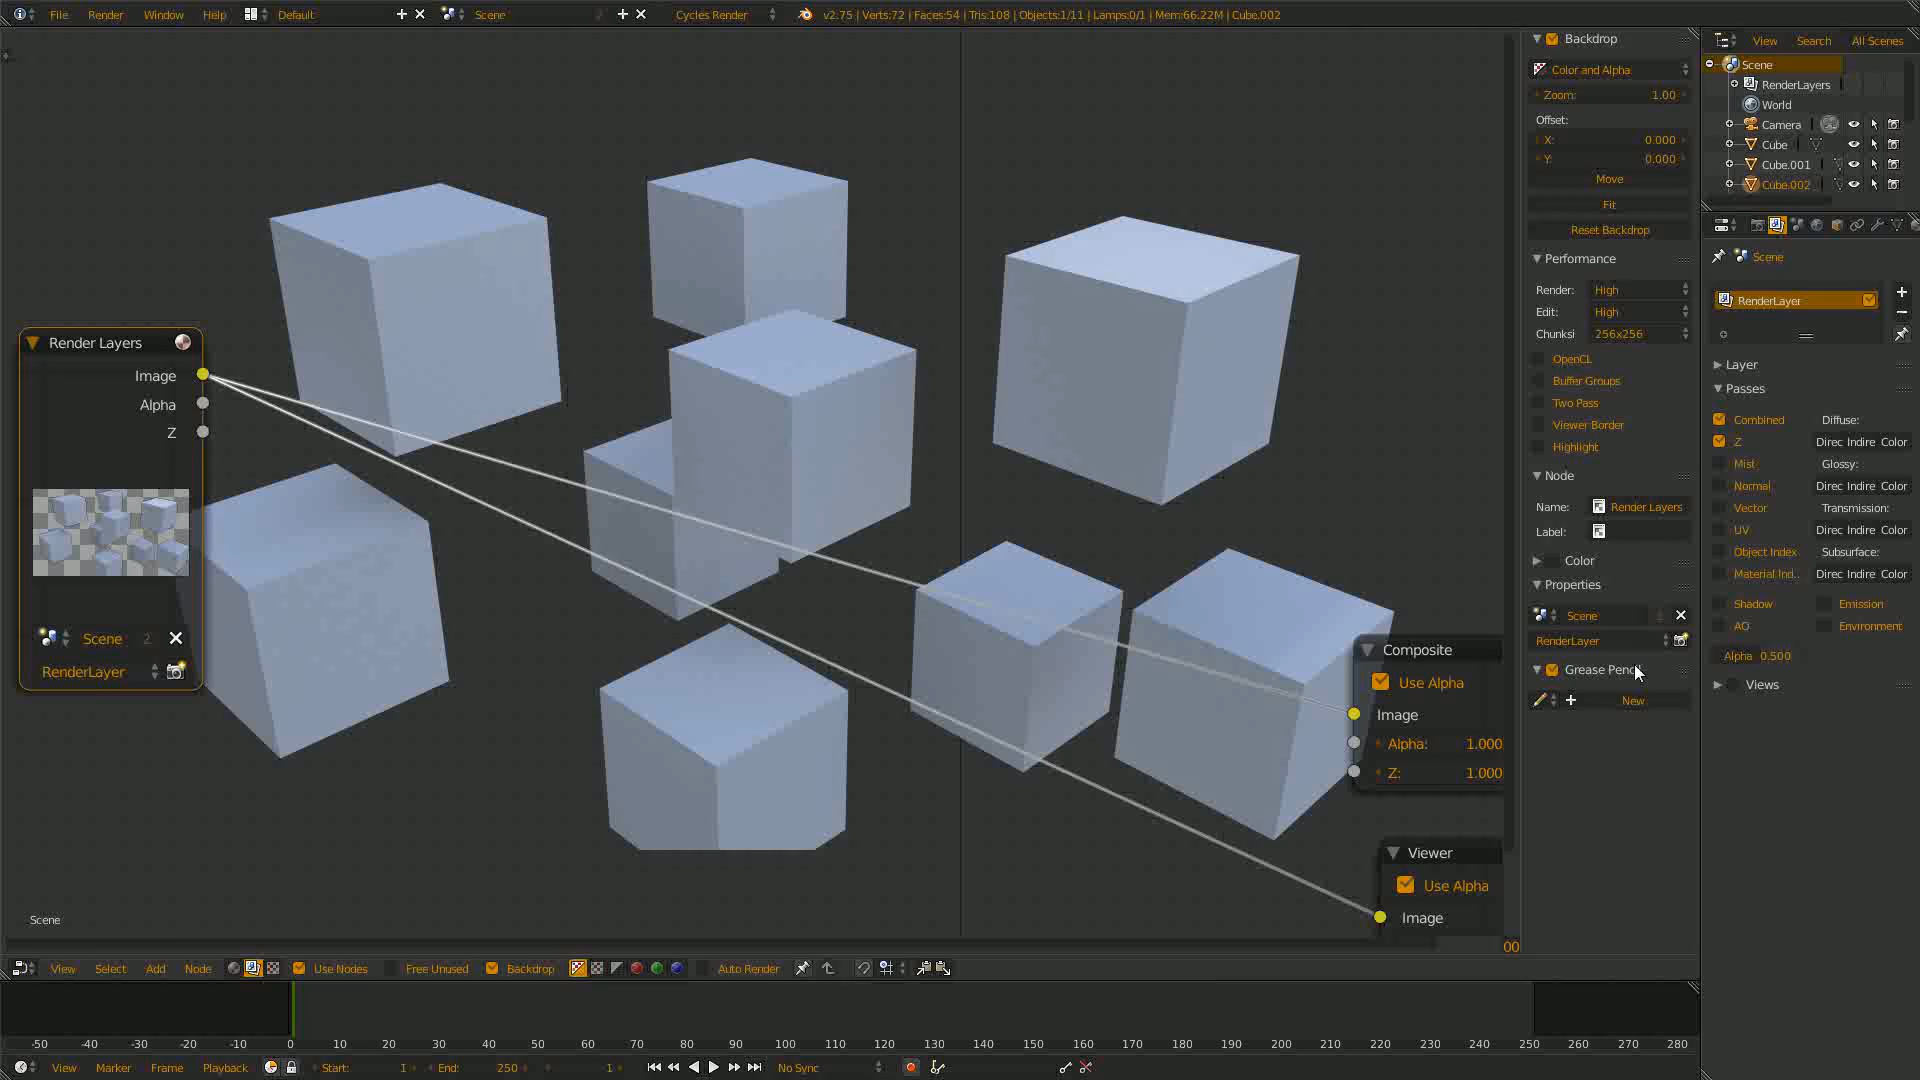 File Render Window Help Default Scene 2 Cycles Render v2.75 | Verts:72 | Faces:54 | Tris:108 | Objects:1/11 | Lamps:0/1 | Mem:66.22M | Cube.002
Render Layers
Image
Alpha
Z
Scene 2
RenderLayer
Composite
Use Alpha
Image
Alpha: 1.000
Z: 1.000
Viewer
Use Alpha
Image
Scene
00
Backdrop
Color and Alpha
Zoom: 1.00
Offset:
X: 0.000
Y: 0.000
Move
Fit
Reset Backdrop
Performance
Render: High
Edit: High
Chunksi 256x256
OpenCL
Buffer Groups
Two Pass
Viewer Border
Highlight
Node
Name: Render Layers
Label:
Color
Properties
Scene
RenderLayer
Grease Pencil
New
View Search All Scenes
Scene
RenderLayers
World
Camera
Cube
Cube.001
Cube.002
Scene
RenderLayer
Layer
Passes
Combined Diffuse:
Z Direc Indire Color
Mist Glossy:
Normal Direc Indire Color
Vector Transmission:
UV Direc Indire Color
Object Index Subsurface:
Material Ind.. Direc Indire Color
Shadow Emission
AO Environment
Alpha 0.500
Views
View Select Add Node Use Nodes Free Unused Backdrop Auto Render
-50 -40 -30 -20 -10 0 10 20 30 40 50 60 70 80 90 100 110 120 130 140 150 160 170 180 190 200 210 220 230 240 250 260 270 280
View Marker Frame Playback Start: 1 End: 250 1 No Sync